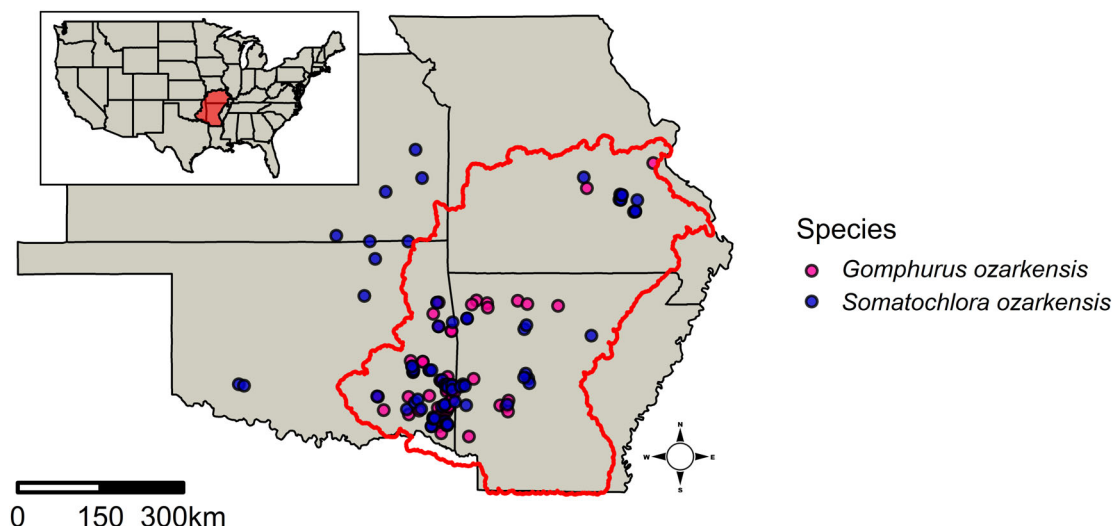 Species
Gomphurus ozarkensis
Somatochlora ozarkensis
N
W E
S
0 150 300km